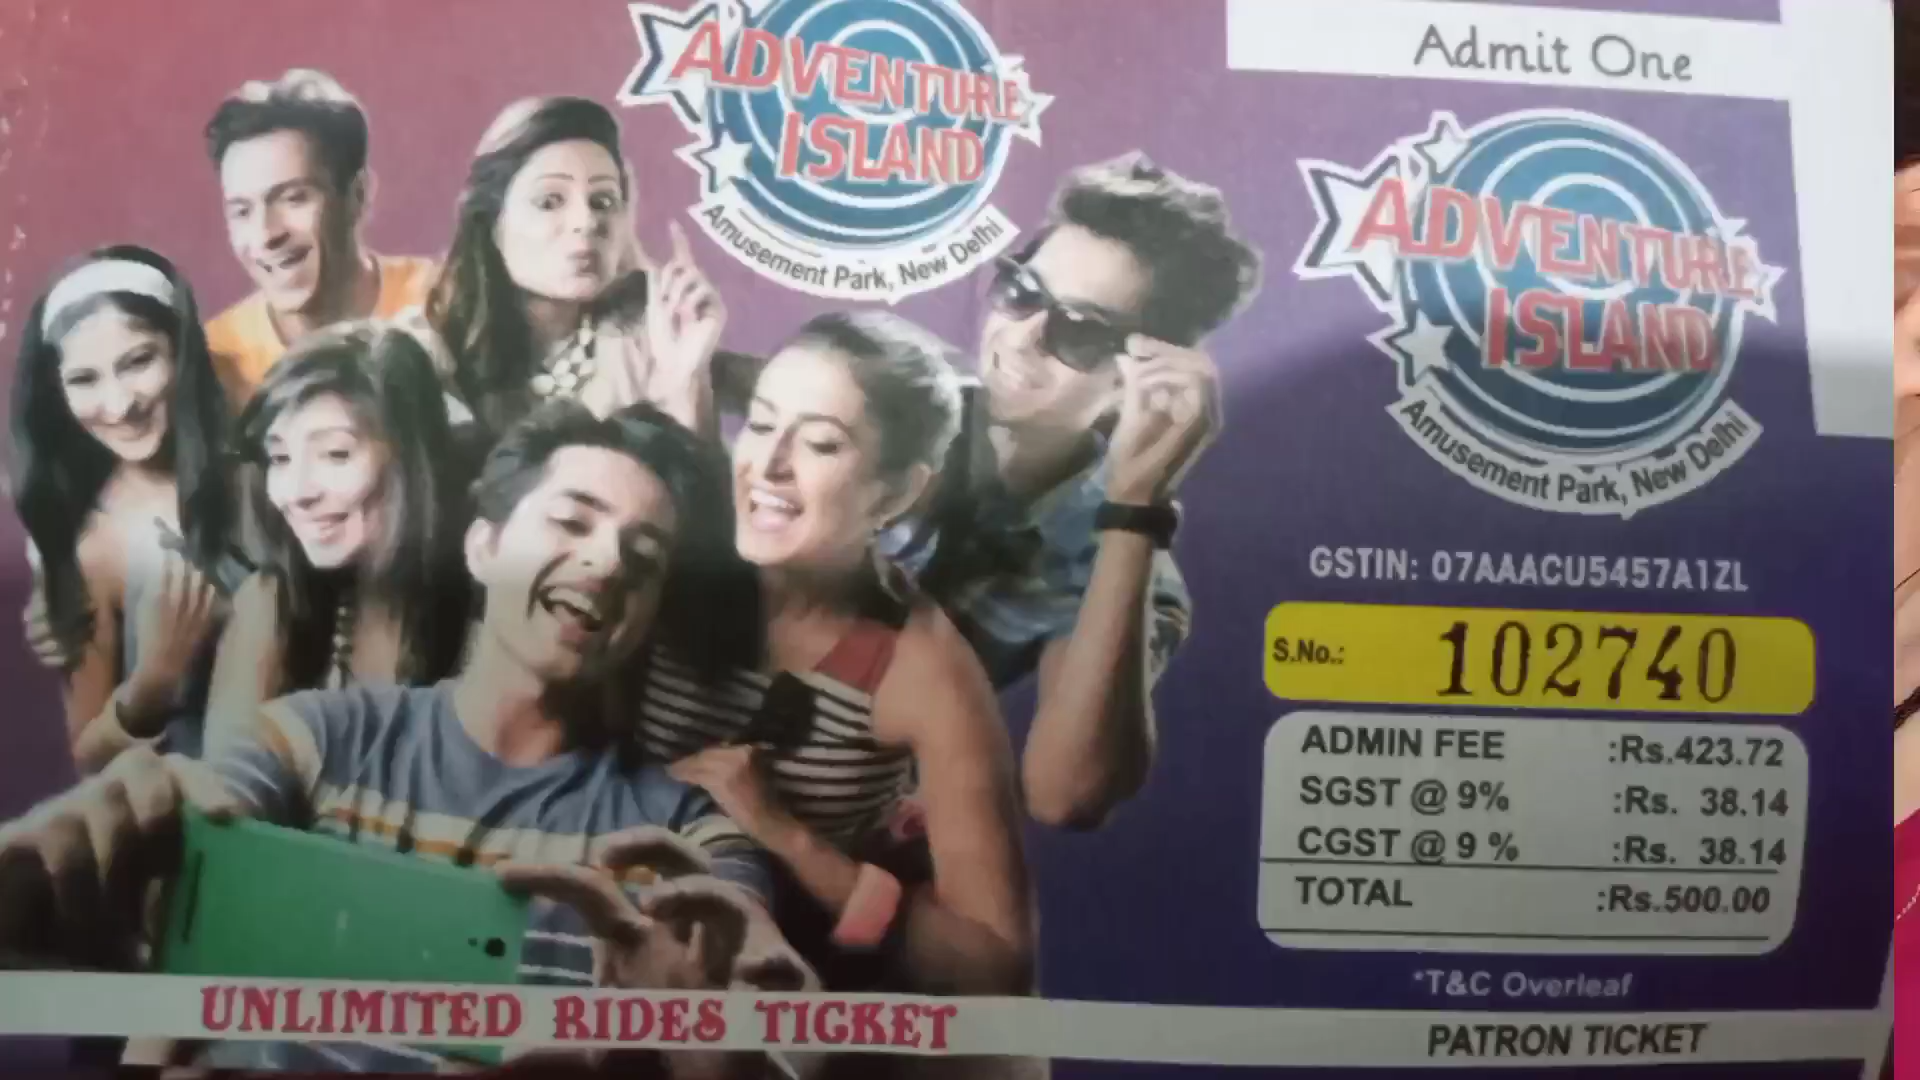 ADVENTURE
ISLAND
Amusement Park, New Delhi
UNLIMITED RIDES TICKET
Admit One
ADVENTURE
ISLAND
Amusement Park, New Delhi
GSTIN: 07AAACU5457A1ZL
S.No.: 102740
ADMIN FEE :Rs.423.72
SGST @ 9% :Rs. 38.14
CGST @ 9 % :Rs. 38.14
TOTAL :Rs.500.00
*T&C Overleaf
PATRON TICKET